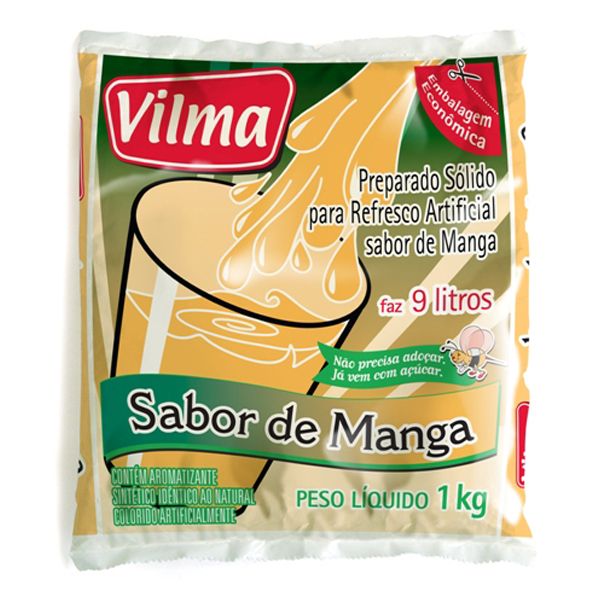 Vilma
Embalagem
Econômica
Preparado Sólido
para Refresco Artificial
sabor de Manga
faz 9 litros
Não precisa adoçar.
Já vem com açúcar.
Sabor de Manga
CONTÉM AROMATIZANTE
SINTÉTICO IDÊNTICO AO NATURAL
COLORIDO ARTIFICIALMENTE
PESO LÍQUIDO 1 kg